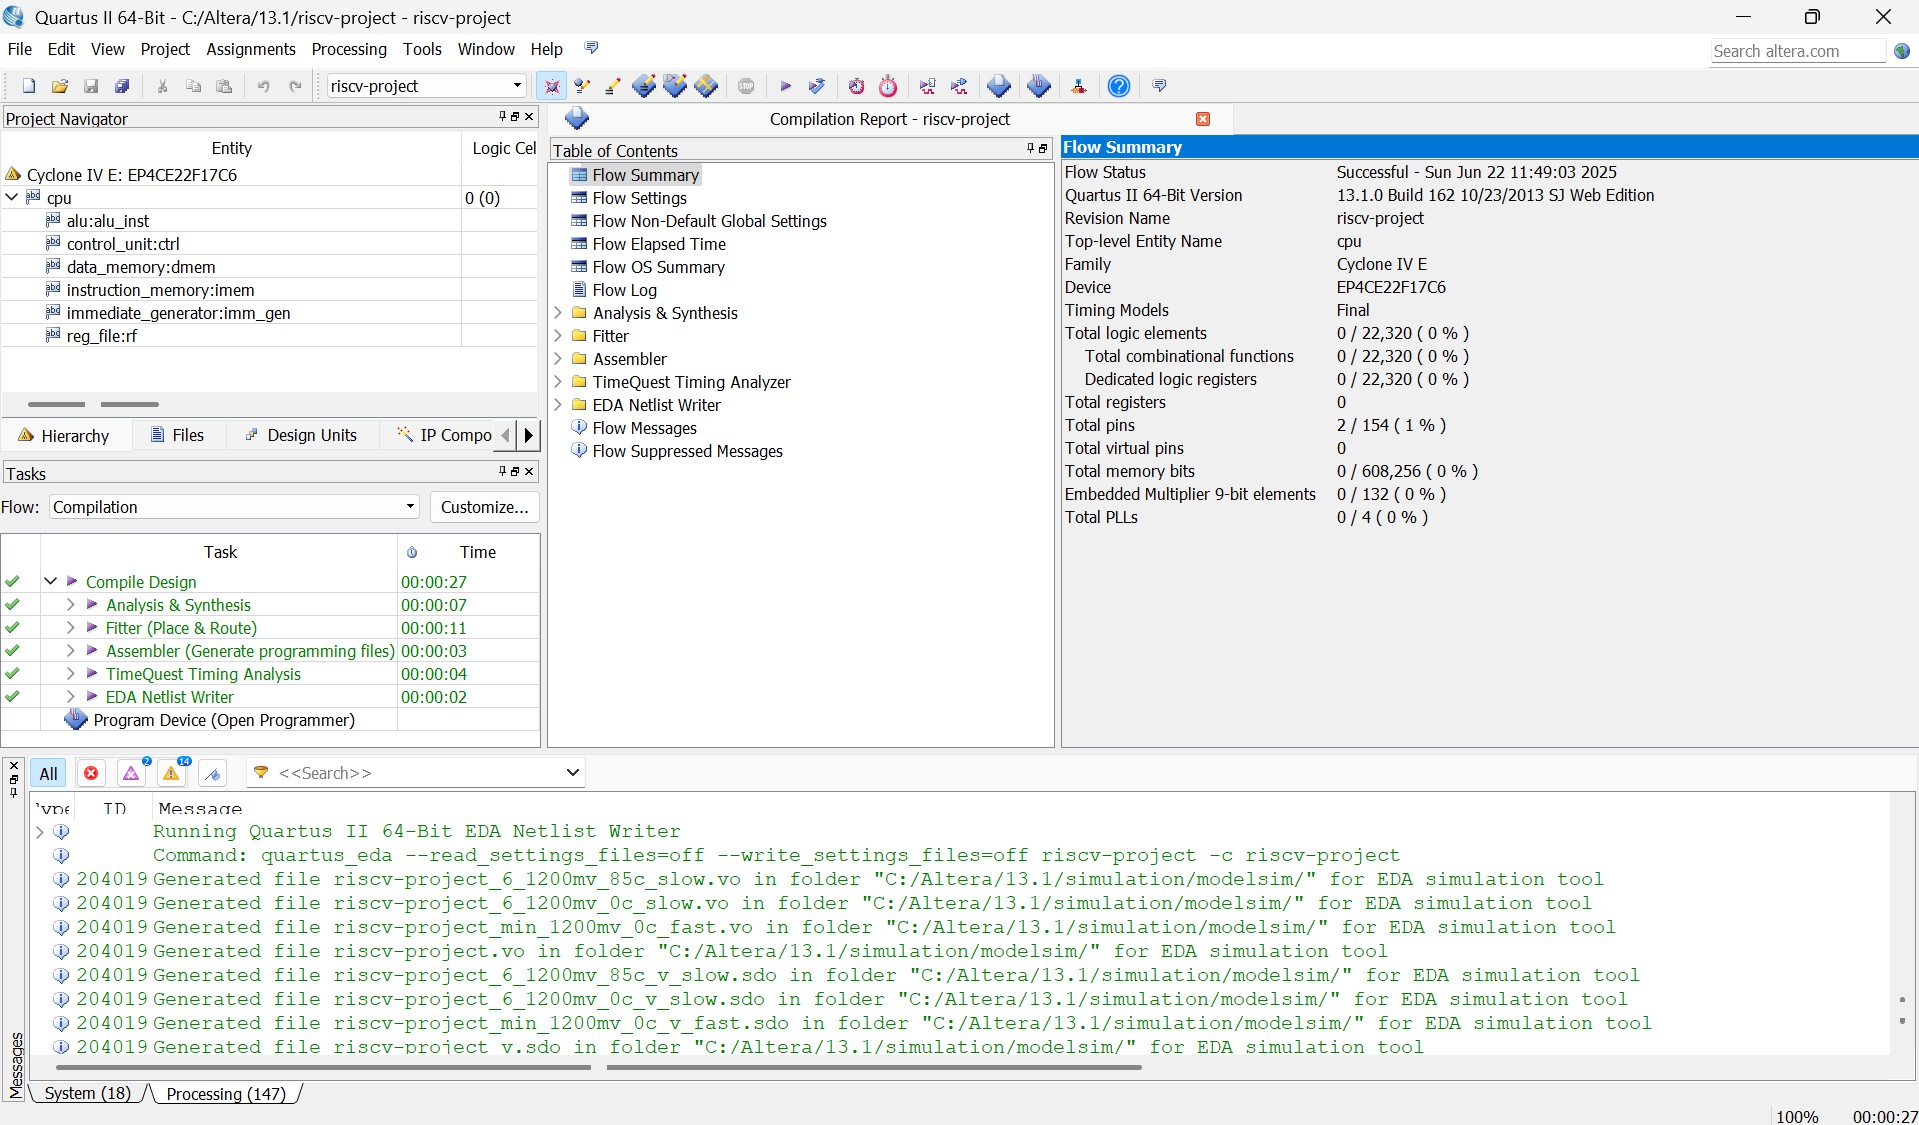 Quartus II 64-Bit - C:/Altera/13.1/riscv-project - riscv-project
File Edit View Project Assignments Processing Tools Window Help
Search altera.com
riscv-project
STOP
Project Navigator
Compilation Report - riscv-project
Entity Logic Cel
Cyclone IV E: EP4CE22F17C6
cpu 0 (0)
alu:alu_inst
control_unit:ctrl
data_memory:dmem
instruction_memory:imem
immediate_generator:imm_gen
reg_file:rf
Hierarchy Files Design Units IP Compo
Tasks
Flow: Compilation Customize...
Task Time
Compile Design 00:00:27
Analysis & Synthesis 00:00:07
Fitter (Place & Route) 00:00:11
Assembler (Generate programming files) 00:00:03
TimeQuest Timing Analysis 00:00:04
EDA Netlist Writer 00:00:02
Program Device (Open Programmer)
Table of Contents
Flow Summary
Flow Settings
Flow Non-Default Global Settings
Flow Elapsed Time
Flow OS Summary
Flow Log
Analysis & Synthesis
Fitter
Assembler
TimeQuest Timing Analyzer
EDA Netlist Writer
Flow Messages
Flow Suppressed Messages
Flow Summary
Flow Status Successful - Sun Jun 22 11:49:03 2025
Quartus II 64-Bit Version 13.1.0 Build 162 10/23/2013 SJ Web Edition
Revision Name riscv-project
Top-level Entity Name cpu
Family Cyclone IV E
Device EP4CE22F17C6
Timing Models Final
Total logic elements 0 / 22,320 ( 0 % )
Total combinational functions 0 / 22,320 ( 0 % )
Dedicated logic registers 0 / 22,320 ( 0 % )
Total registers 0
Total pins 2 / 154 ( 1 % )
Total virtual pins 0
Total memory bits 0 / 608,256 ( 0 % )
Embedded Multiplier 9-bit elements 0 / 132 ( 0 % )
Total PLLs 0 / 4 ( 0 % )
All 2 14 <<Search>>
ID Message
Running Quartus II 64-Bit EDA Netlist Writer
Command: quartus_eda --read_settings_files=off --write_settings_files=off riscv-project -c riscv-project
204019 Generated file riscv-project_6_1200mv_85c_slow.vo in folder "C:/Altera/13.1/simulation/modelsim/" for EDA simulation tool
204019 Generated file riscv-project_6_1200mv_0c_slow.vo in folder "C:/Altera/13.1/simulation/modelsim/" for EDA simulation tool
204019 Generated file riscv-project_min_1200mv_0c_fast.vo in folder "C:/Altera/13.1/simulation/modelsim/" for EDA simulation tool
204019 Generated file riscv-project.vo in folder "C:/Altera/13.1/simulation/modelsim/" for EDA simulation tool
204019 Generated file riscv-project_6_1200mv_85c_v_slow.sdo in folder "C:/Altera/13.1/simulation/modelsim/" for EDA simulation tool
204019 Generated file riscv-project_6_1200mv_0c_v_slow.sdo in folder "C:/Altera/13.1/simulation/modelsim/" for EDA simulation tool
204019 Generated file riscv-project_min_1200mv_0c_v_fast.sdo in folder "C:/Altera/13.1/simulation/modelsim/" for EDA simulation tool
204019 Generated file riscv-project_v.sdo in folder "C:/Altera/13.1/simulation/modelsim/" for EDA simulation tool
Messages
System (18) Processing (147)
100% 00:00:27